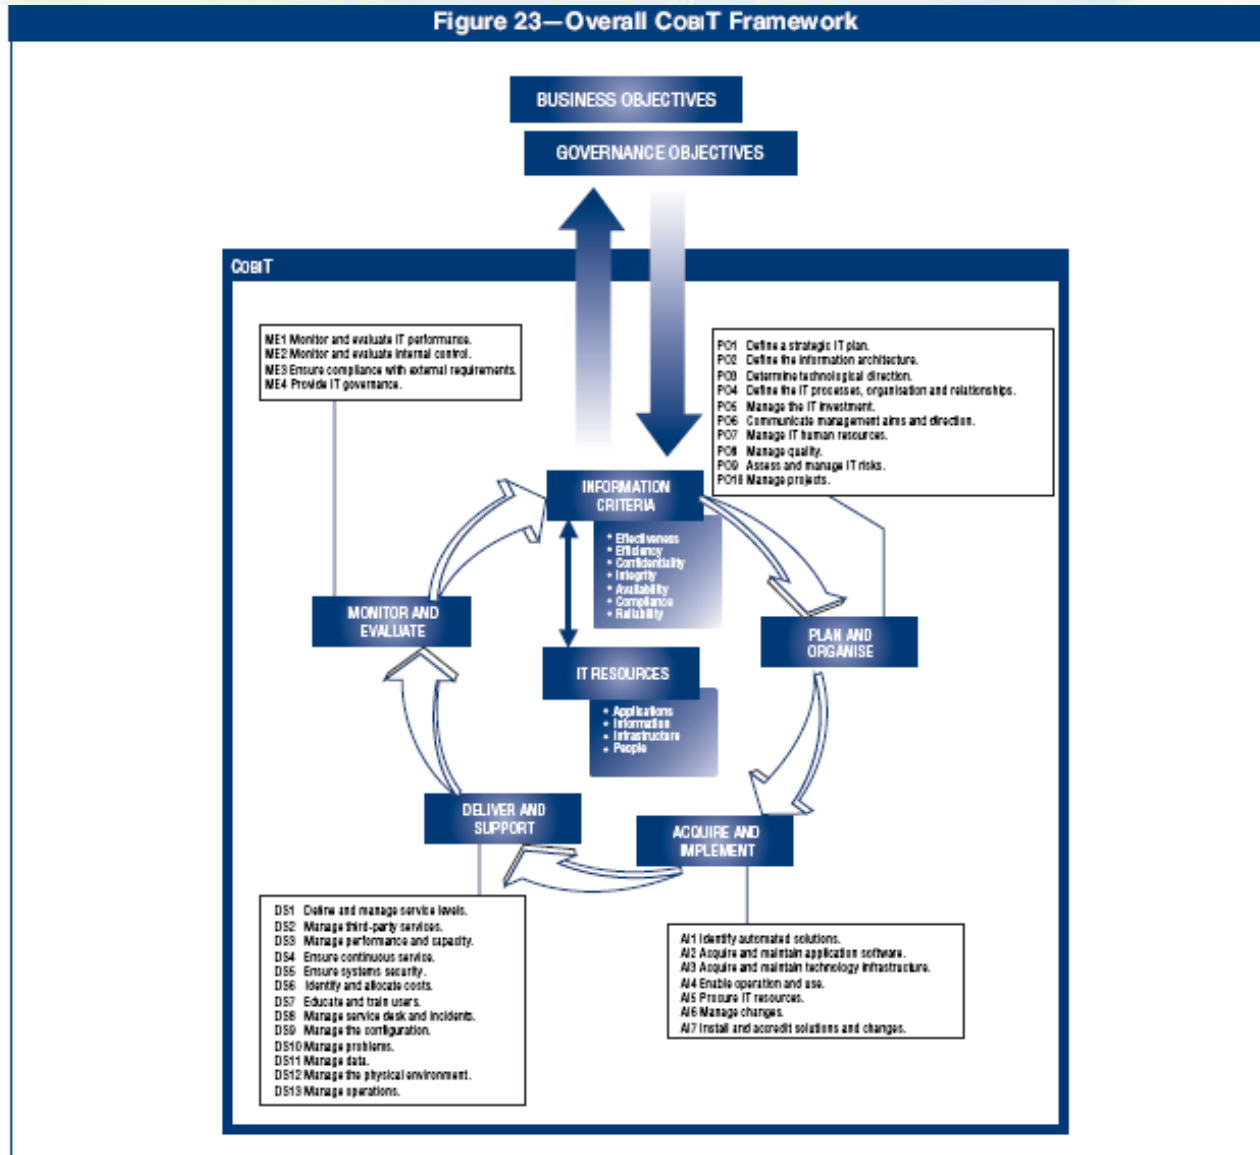 Figure 23—Overall COBIT Framework
BUSINESS OBJECTIVES
GOVERNANCE OBJECTIVES
COBIT
ME1 Monitor and evaluate IT performance.
ME2 Monitor and evaluate internal control.
ME3 Ensure compliance with external requirements.
ME4 Provide IT governance.
PO1 Define a strategic IT plan.
PO2 Define the information architecture.
PO3 Determine technological direction.
PO4 Define the IT processes, organisation and relationships.
PO5 Manage the IT investment.
PO6 Communicate management aims and direction.
PO7 Manage IT human resources.
PO8 Manage quality.
PO9 Assess and manage IT risks.
PO10 Manage projects.
INFORMATION
CRITERIA
• Effectiveness
• Efficiency
• Confidentiality
• Integrity
• Availability
• Compliance
• Reliability
MONITOR AND
EVALUATE
PLAN AND
ORGANISE
IT RESOURCES
• Applications
• Information
• Infrastructure
• People
DELIVER AND
SUPPORT
ACQUIRE AND
IMPLEMENT
DS1 Define and manage service levels.
DS2 Manage third-party services.
DS3 Manage performance and capacity.
DS4 Ensure continuous service.
DS5 Ensure systems security.
DS6 Identify and allocate costs.
DS7 Educate and train users.
DS8 Manage service desk and incidents.
DS9 Manage the configuration.
DS10 Manage problems.
DS11 Manage data.
DS12 Manage the physical environment.
DS13 Manage operations.
AI1 Identify automated solutions.
AI2 Acquire and maintain application software.
AI3 Acquire and maintain technology infrastructure.
AI4 Enable operation and use.
AI5 Procure IT resources.
AI6 Manage changes.
AI7 Install and accredit solutions and changes.